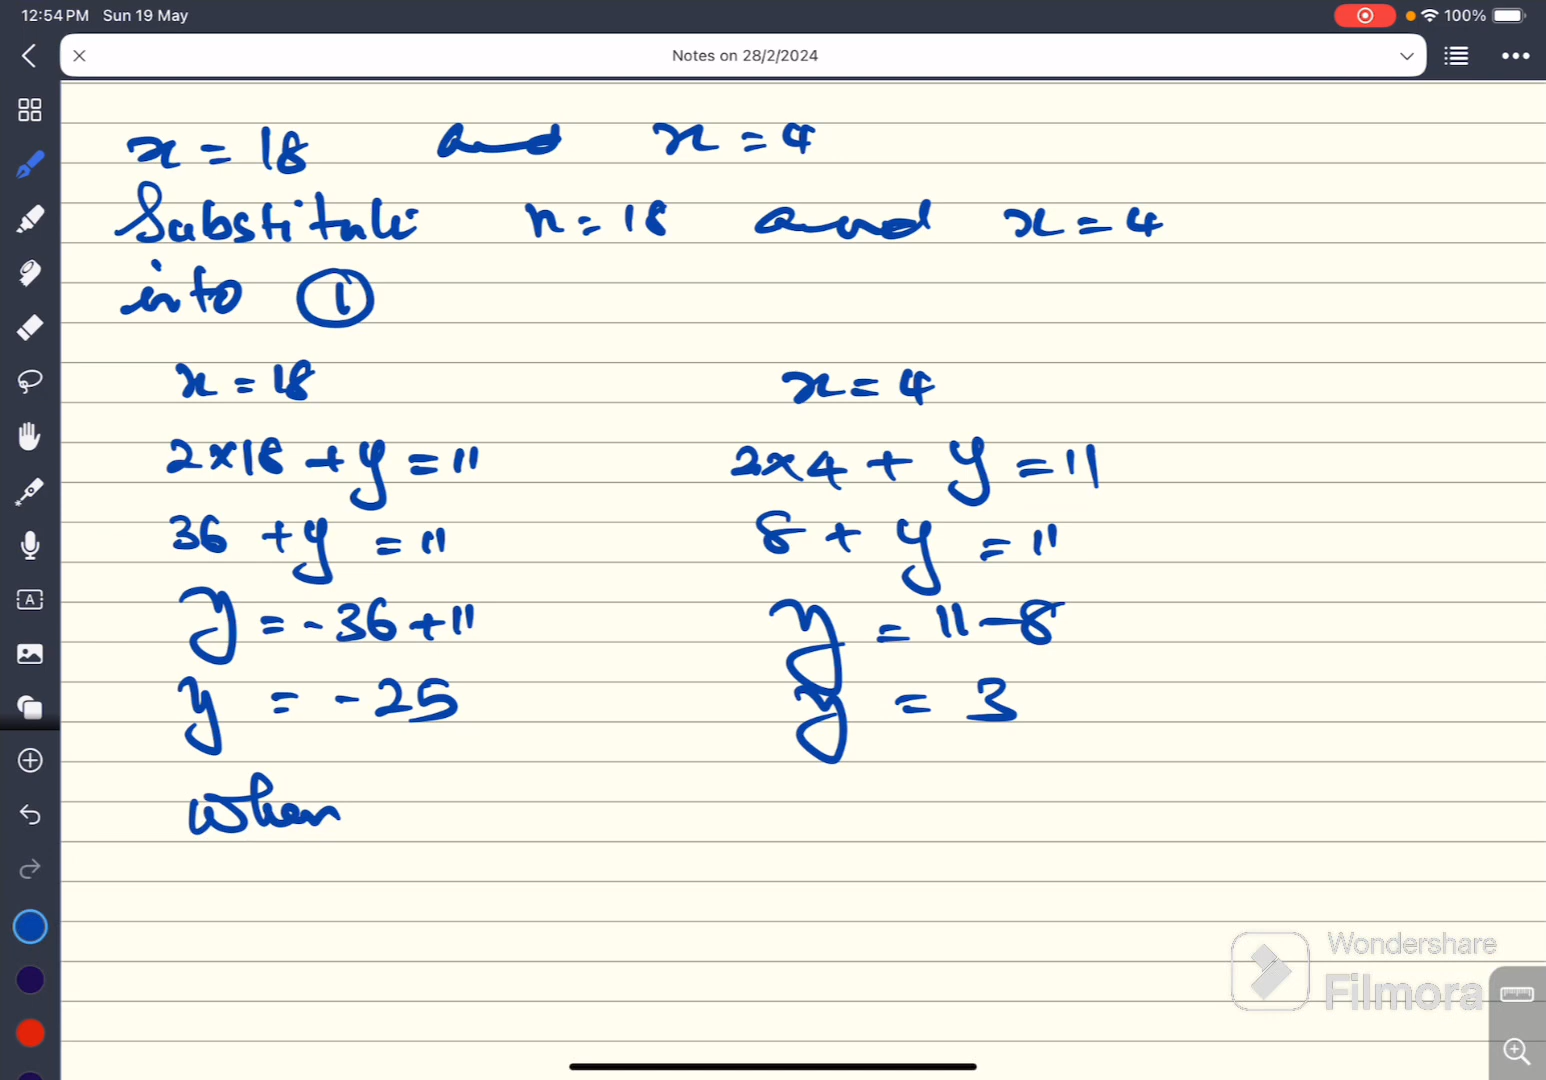 12:54 PM Sun 19 May
100%
Notes on 28/2/2024
x = 18 and x = 4
Substitute x = 18 and x = 4
into ①
x = 18
2×18 + y = 11
36 + y = 11
y = -36 + 11
y = -25
when
x = 4
2×4 + y = 11
8 + y = 11
y = 11 - 8
y = 3
A
Wondershare
Filmora